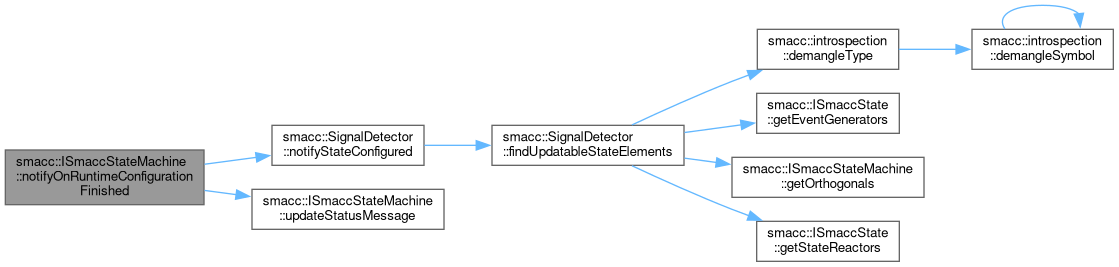 smacc::ISmaccStateMachine
::notifyOnRuntimeConfiguration
Finished
smacc::SignalDetector
::notifyStateConfigured
smacc::ISmaccStateMachine
::updateStatusMessage
smacc::SignalDetector
::findUpdatableStateElements
smacc::introspection
::demangleType
smacc::ISmaccState
::getEventGenerators
smacc::ISmaccStateMachine
::getOrthogonals
smacc::ISmaccState
::getStateReactors
smacc::introspection
::demangleSymbol